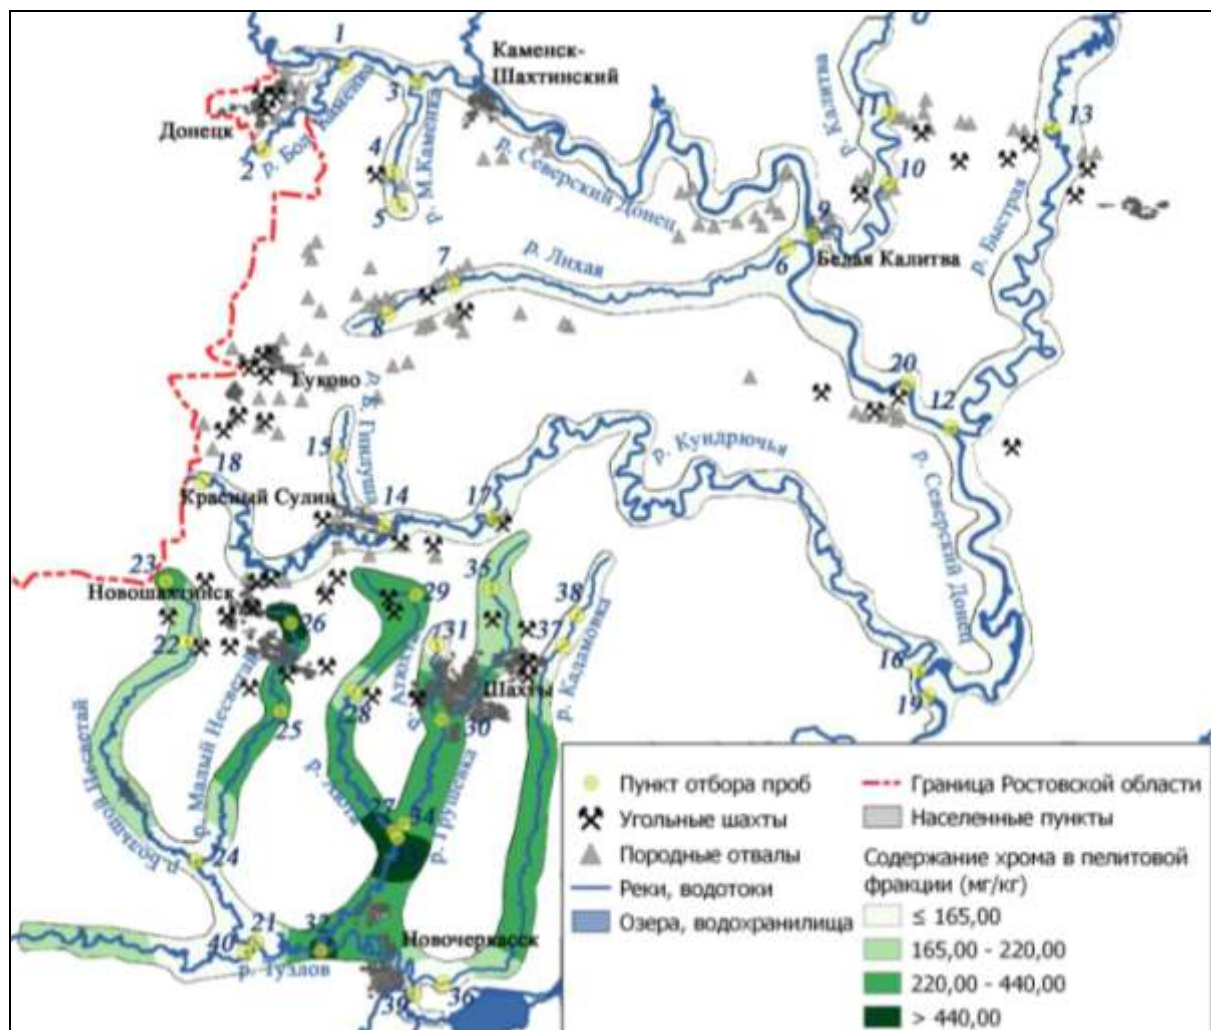 1
Каменск-
Шахтинский
3
Донецк
2
р. Бол. Каменка
4
р. М.Каменка
5
р. Северский Донец
р. Калитва
11
13
10
9
Белая Калитва
6
р. Быстрая
7
р. Лихая
8
Гуково
20
12
15
18
Красный Сулин
14
17
р. Кундрючья
р. Северский Донец
23
Новошахтинск
22
26
29
35
38
37
31
р. Кадамовка
16
19
Шахты
р. Атюхта
28
30
25
р. Малый Несветай
р. Большой Несветай
р. Аюта
27
34
р. Грушевка
24
21
40
32
р. Тузлов
Новочеркасск
39
36
Пункт отбора проб
Угольные шахты
Породные отвалы
Реки, водотоки
Озера, водохранилища
Граница Ростовской области
Населенные пункты
Содержание хрома в пелитовой
фракции (мг/кг)
≤ 165,00
165,00 - 220,00
220,00 - 440,00
> 440,00